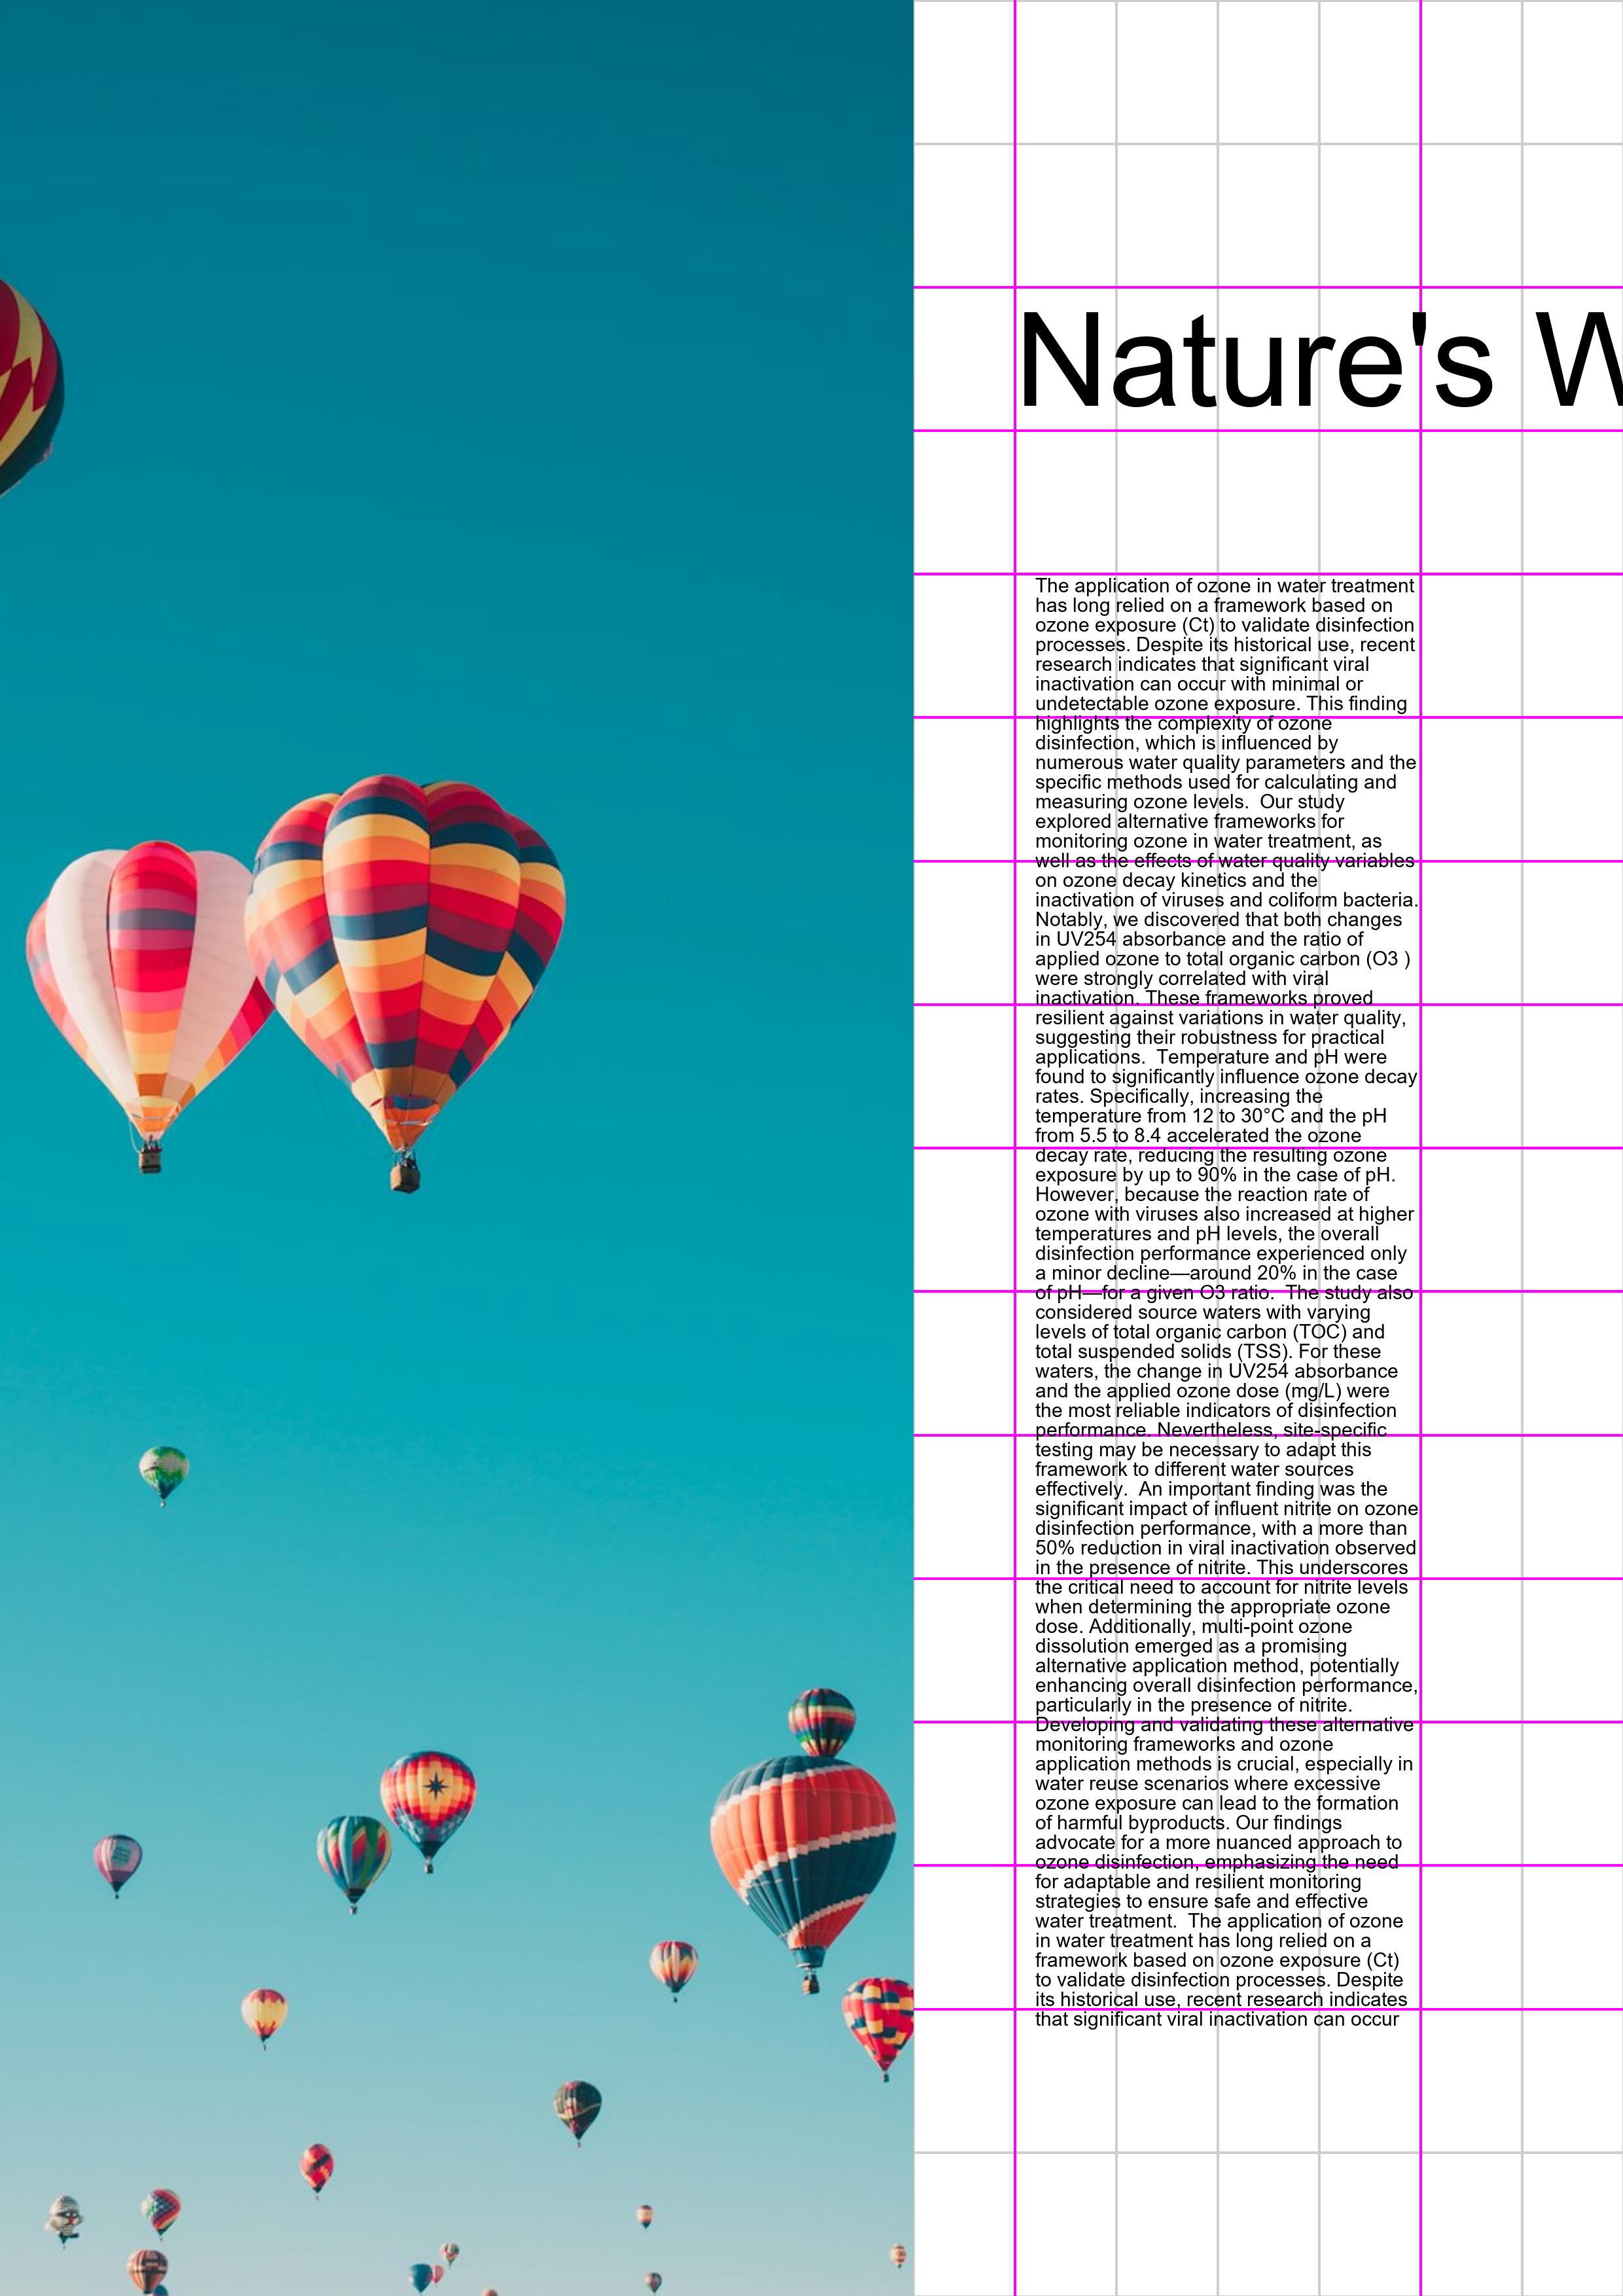 Nature's W
The application of ozone in water treatment
has long relied on a framework based on
ozone exposure (Ct) to validate disinfection
processes. Despite its historical use, recent
research indicates that significant viral
inactivation can occur with minimal or
undetectable ozone exposure. This finding
highlights the complexity of ozone
disinfection, which is influenced by
numerous water quality parameters and the
specific methods used for calculating and
measuring ozone levels.  Our study
explored alternative frameworks for
monitoring ozone in water treatment, as
well as the effects of water quality variables
on ozone decay kinetics and the
inactivation of viruses and coliform bacteria.
Notably, we discovered that both changes
in UV254 absorbance and the ratio of
applied ozone to total organic carbon (O3 )
were strongly correlated with viral
inactivation. These frameworks proved
resilient against variations in water quality,
suggesting their robustness for practical
applications.  Temperature and pH were
found to significantly influence ozone decay
rates. Specifically, increasing the
temperature from 12 to 30°C and the pH
from 5.5 to 8.4 accelerated the ozone
decay rate, reducing the resulting ozone
exposure by up to 90% in the case of pH.
However, because the reaction rate of
ozone with viruses also increased at higher
temperatures and pH levels, the overall
disinfection performance experienced only
a minor decline—around 20% in the case
of pH—for a given O3 ratio.  The study also
considered source waters with varying
levels of total organic carbon (TOC) and
total suspended solids (TSS). For these
waters, the change in UV254 absorbance
and the applied ozone dose (mg/L) were
the most reliable indicators of disinfection
performance. Nevertheless, site-specific
testing may be necessary to adapt this
framework to different water sources
effectively.  An important finding was the
significant impact of influent nitrite on ozone
disinfection performance, with a more than
50% reduction in viral inactivation observed
in the presence of nitrite. This underscores
the critical need to account for nitrite levels
when determining the appropriate ozone
dose. Additionally, multi-point ozone
dissolution emerged as a promising
alternative application method, potentially
enhancing overall disinfection performance,
particularly in the presence of nitrite.
Developing and validating these alternative
monitoring frameworks and ozone
application methods is crucial, especially in
water reuse scenarios where excessive
ozone exposure can lead to the formation
of harmful byproducts. Our findings
advocate for a more nuanced approach to
ozone disinfection, emphasizing the need
for adaptable and resilient monitoring
strategies to ensure safe and effective
water treatment.  The application of ozone
in water treatment has long relied on a
framework based on ozone exposure (Ct)
to validate disinfection processes. Despite
its historical use, recent research indicates
that significant viral inactivation can occur